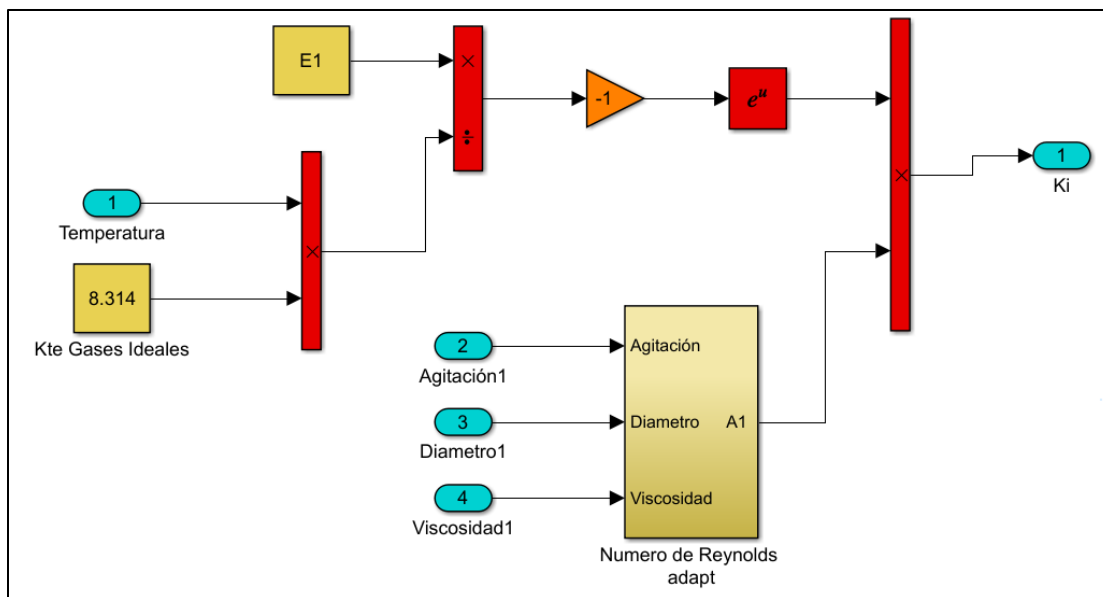 E1
×
÷
-1
e^u
×
1
Ki
1
Temperatura
×
8.314
Kte Gases Ideales
2
Agitación1
3
Diametro1
4
Viscosidad1
Agitación
Diametro
A1
Viscosidad
Numero de Reynolds
adapt